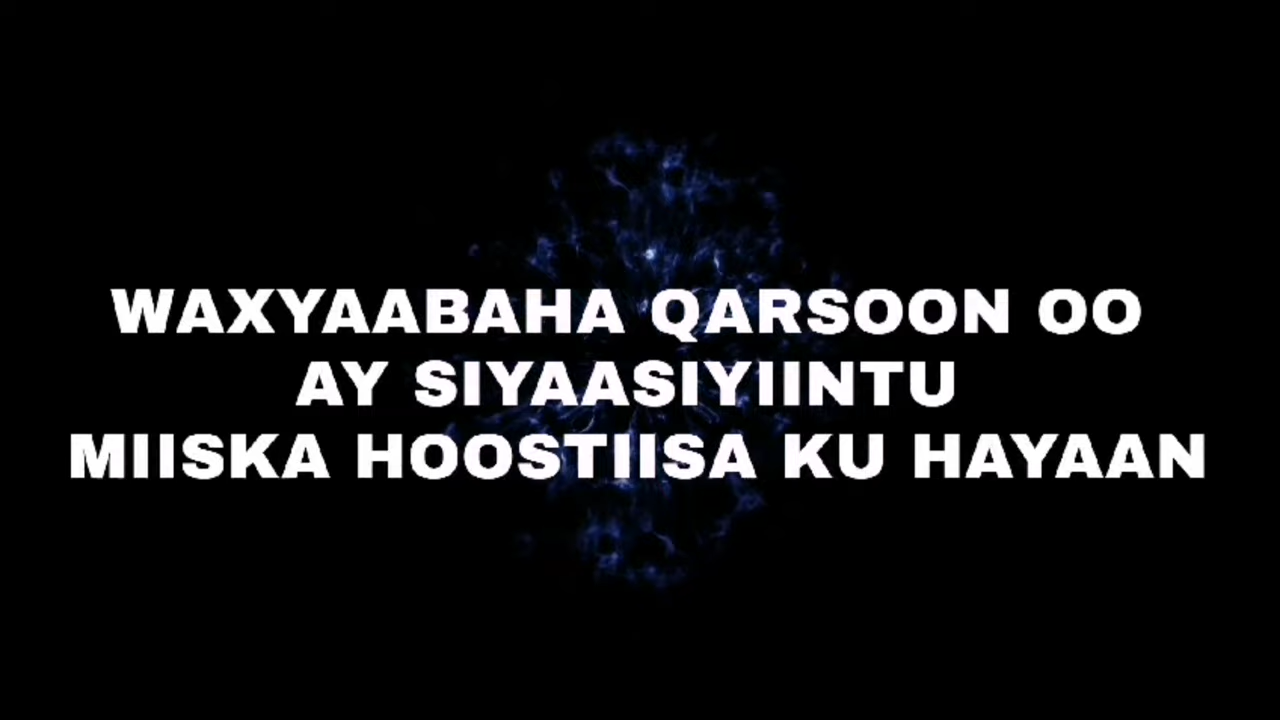 WAXYAABAHA QARSOON OO
AY SIYAASIYIINTU
MIISKA HOOSTIISA KU HAYAAN